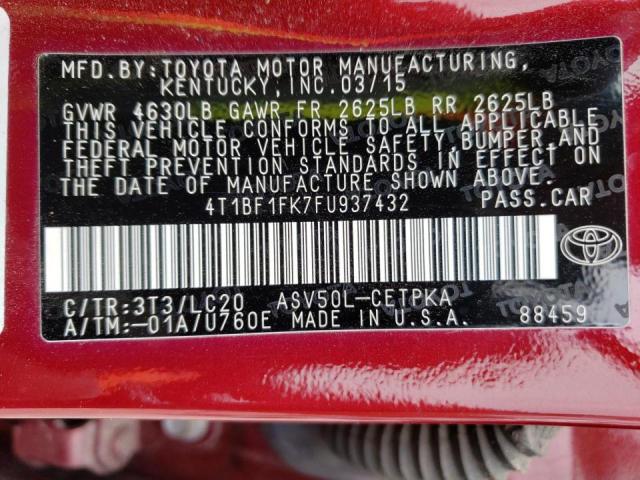 MFD.BY:TOYOTA MOTOR MANUFACTURING,
KENTUCKY,INC.03/15
GVWR 4630LB GAWR FR 2625LB RR 2625LB
THIS VEHICLE CONFORMS TO ALL APPLICABLE
FEDERAL MOTOR VEHICLE SAFETY,BUMPER,AND
THEFT PREVENTION STANDARDS IN EFFECT ON
THE DATE OF MANUFACTURE SHOWN ABOVE.
4T1BF1FK7FU937432 PASS.CAR
C/TR:3T3/LC20 ASV50L-CETPKA
A/TM:-01A/U760E MADE IN U.S.A. 88459